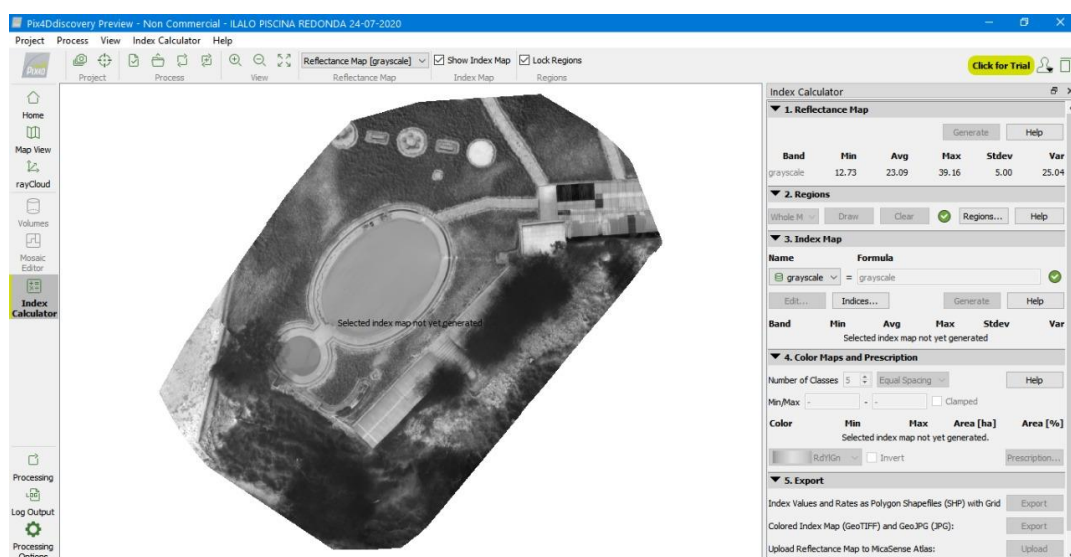 Pix4Ddiscovery Preview - Non Commercial - ILALO PISCINA REDONDA 24-07-2020
Project Process View Index Calculator Help
Reflectance Map [grayscale] Show Index Map Lock Regions
Click for Trial
Project Process View Reflectance Map Index Map Regions
Home
Map View
rayCloud
Volumes
Mosaic
Editor
Index
Calculator
Processing
Log Output
Processing
Options
Selected index map not yet generated
Index Calculator
1. Reflectance Map
Generate Help
Band Min Avg Max Stdev Var
grayscale 12.73 23.09 39.16 5.00 25.04
2. Regions
Whole M Draw Clear Regions... Help
3. Index Map
Name Formula
grayscale = grayscale
Edit... Indices... Generate Help
Band Min Avg Max Stdev Var
Selected index map not yet generated
4. Color Maps and Prescription
Number of Classes 5 Equal Spacing Help
Min/Max - - - Clamped
Color Min Max Area [ha] Area [%]
Selected index map not yet generated.
RdYlGn Invert Prescription...
5. Export
Index Values and Rates as Polygon Shapefiles (SHP) with Grid Export
Colored Index Map (GeoTIFF) and GeoJPG (JPG): Export
Upload Reflectance Map to MicaSense Atlas: Upload